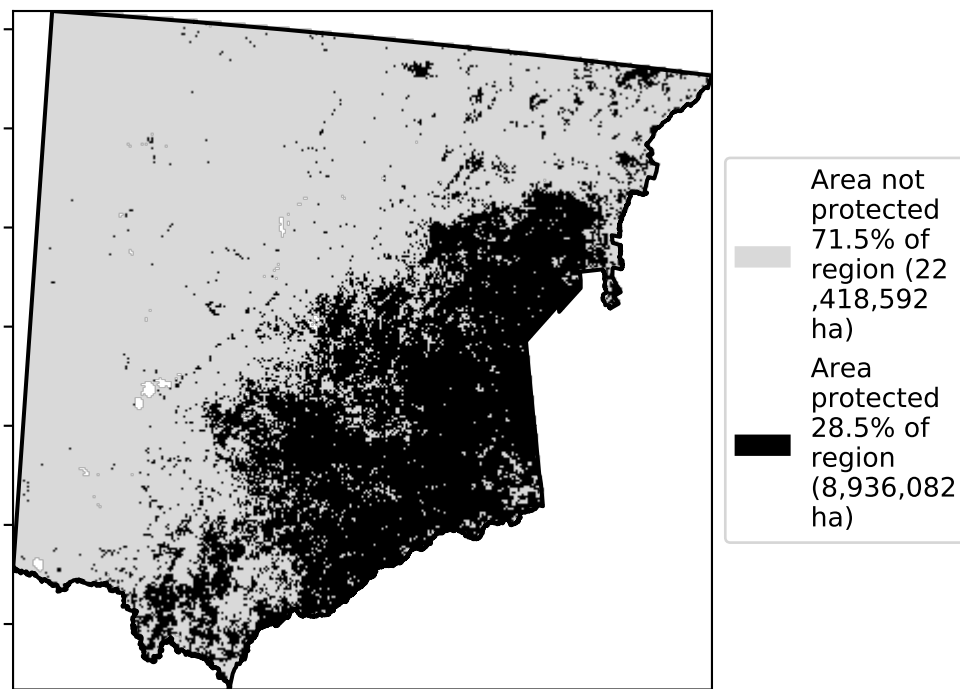 Area not
protected
71.5% of
region (22
,418,592
ha)
Area
protected
28.5% of
region
(8,936,082
ha)